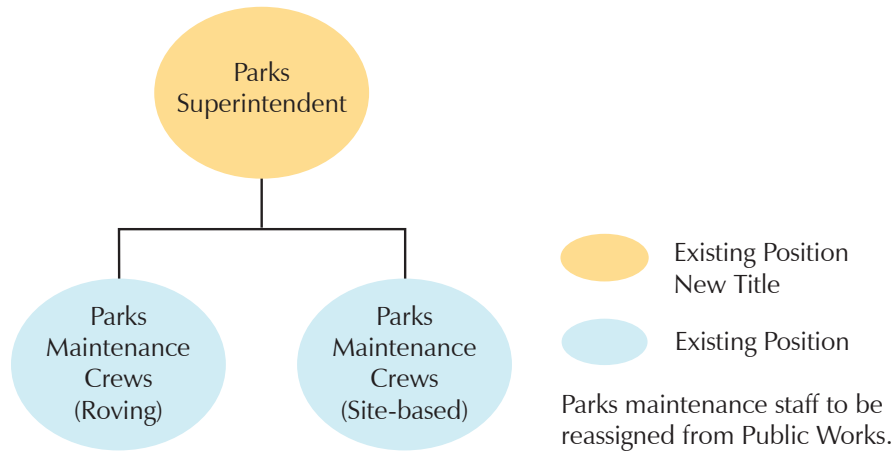 Parks
Superintendent
Parks
Maintenance
Crews
(Roving)
Parks
Maintenance
Crews
(Site-based)
Existing Position
New Title
Existing Position
Parks maintenance staff to be
reassigned from Public Works.